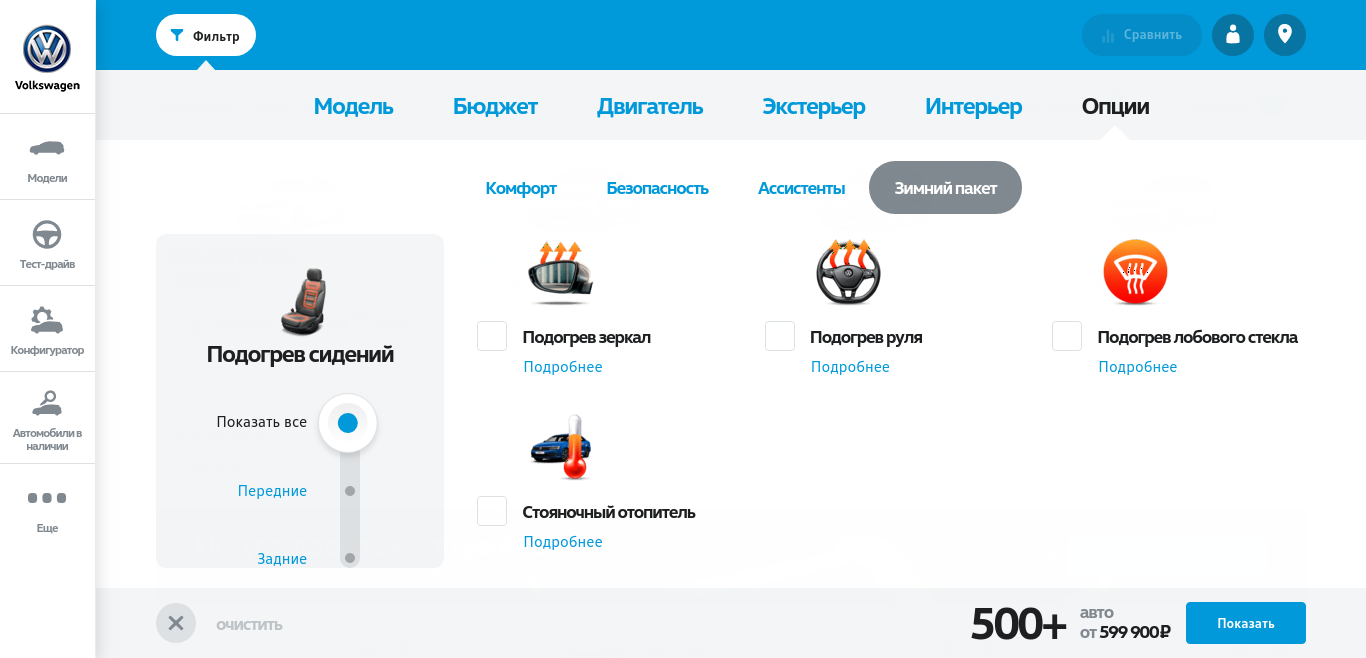 Фильтр
Сравнить
Volkswagen
Модели
Тест-драйв
Конфигуратор
Автомобили в
наличии
Еще
Модель
Бюджет
Двигатель
Экстерьер
Интерьер
Опции
Комфорт
Безопасность
Ассистенты
Зимний пакет
Подогрев сидений
Показать все
Передние
Задние
Подогрев зеркал
Подробнее
Подогрев руля
Подробнее
Подогрев лобового стекла
Подробнее
Стояночный отопитель
Подробнее
очистить
500+
авто
от 599 900₽
Показать